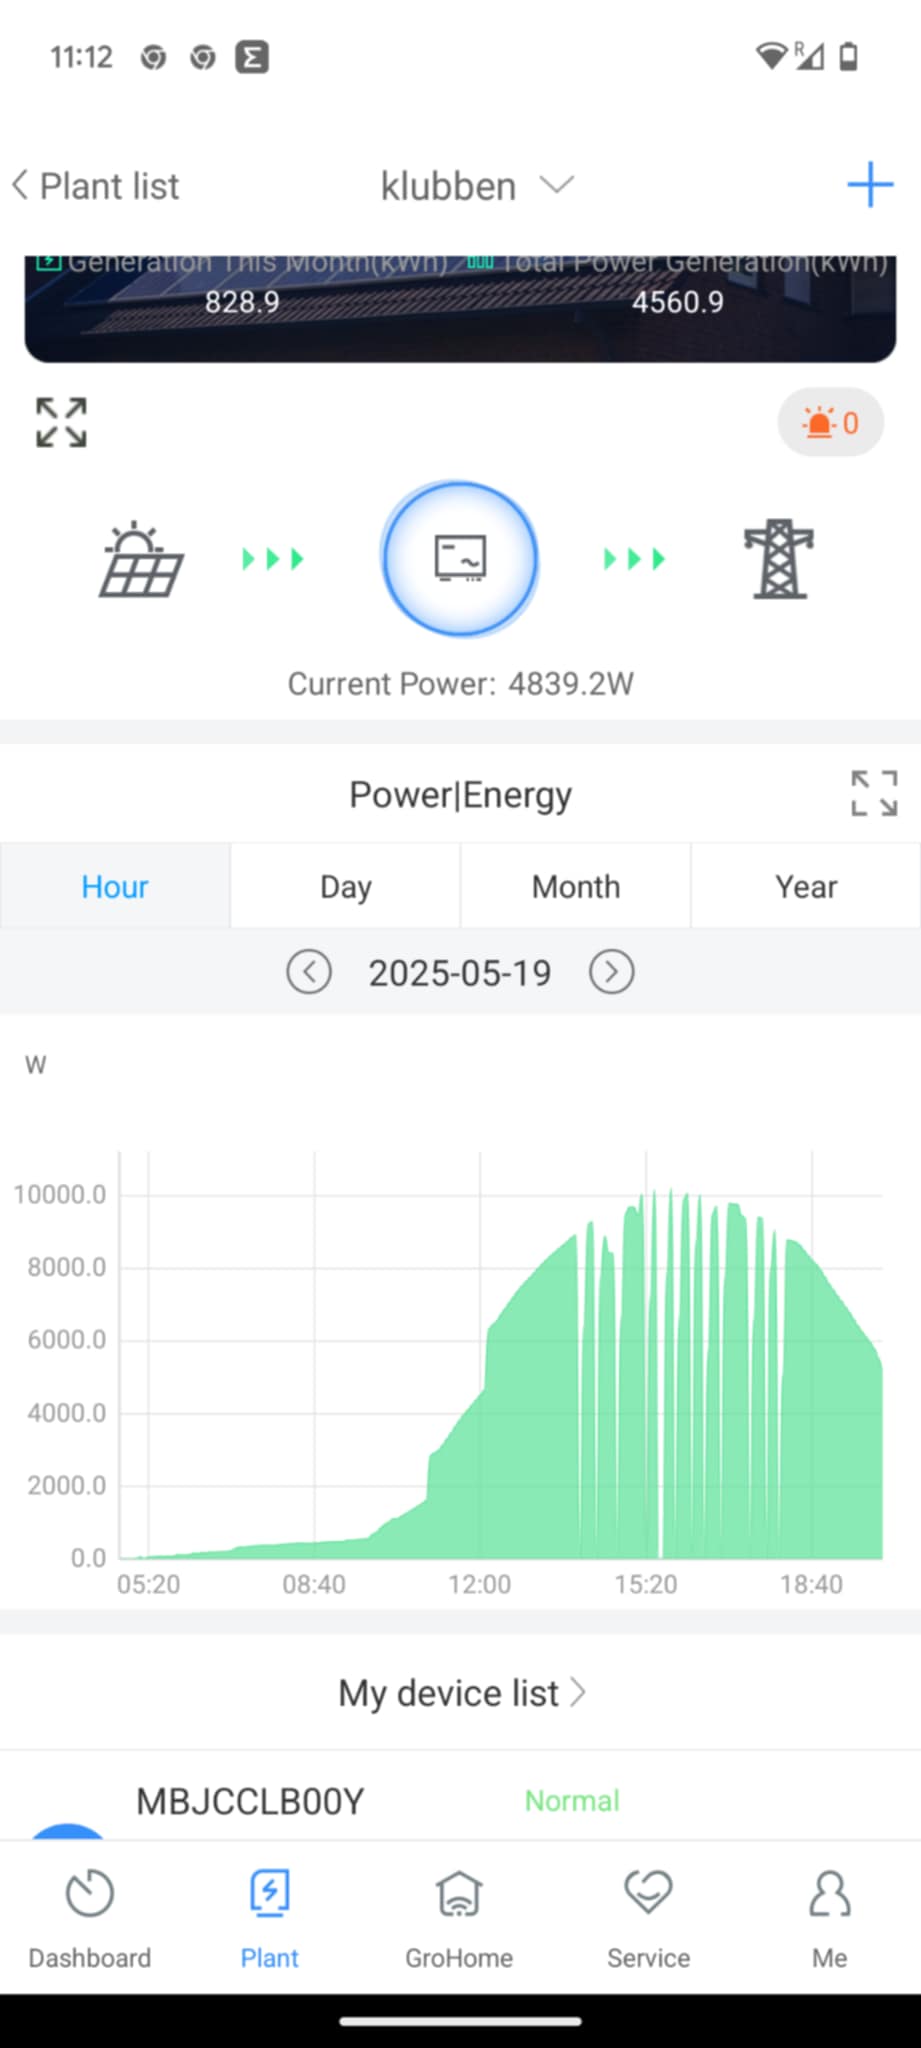 11:12
R
< Plant list klubben
Generation This Month(kWh) Total Power Generation(kWh)
828.9 4560.9
0
Current Power: 4839.2W
Power|Energy
Hour Day Month Year
2025-05-19
W
10000.0
8000.0
6000.0
4000.0
2000.0
0.0
05:20 08:40 12:00 15:20 18:40
My device list >
MBJCCLB00Y Normal
Dashboard Plant GroHome Service Me